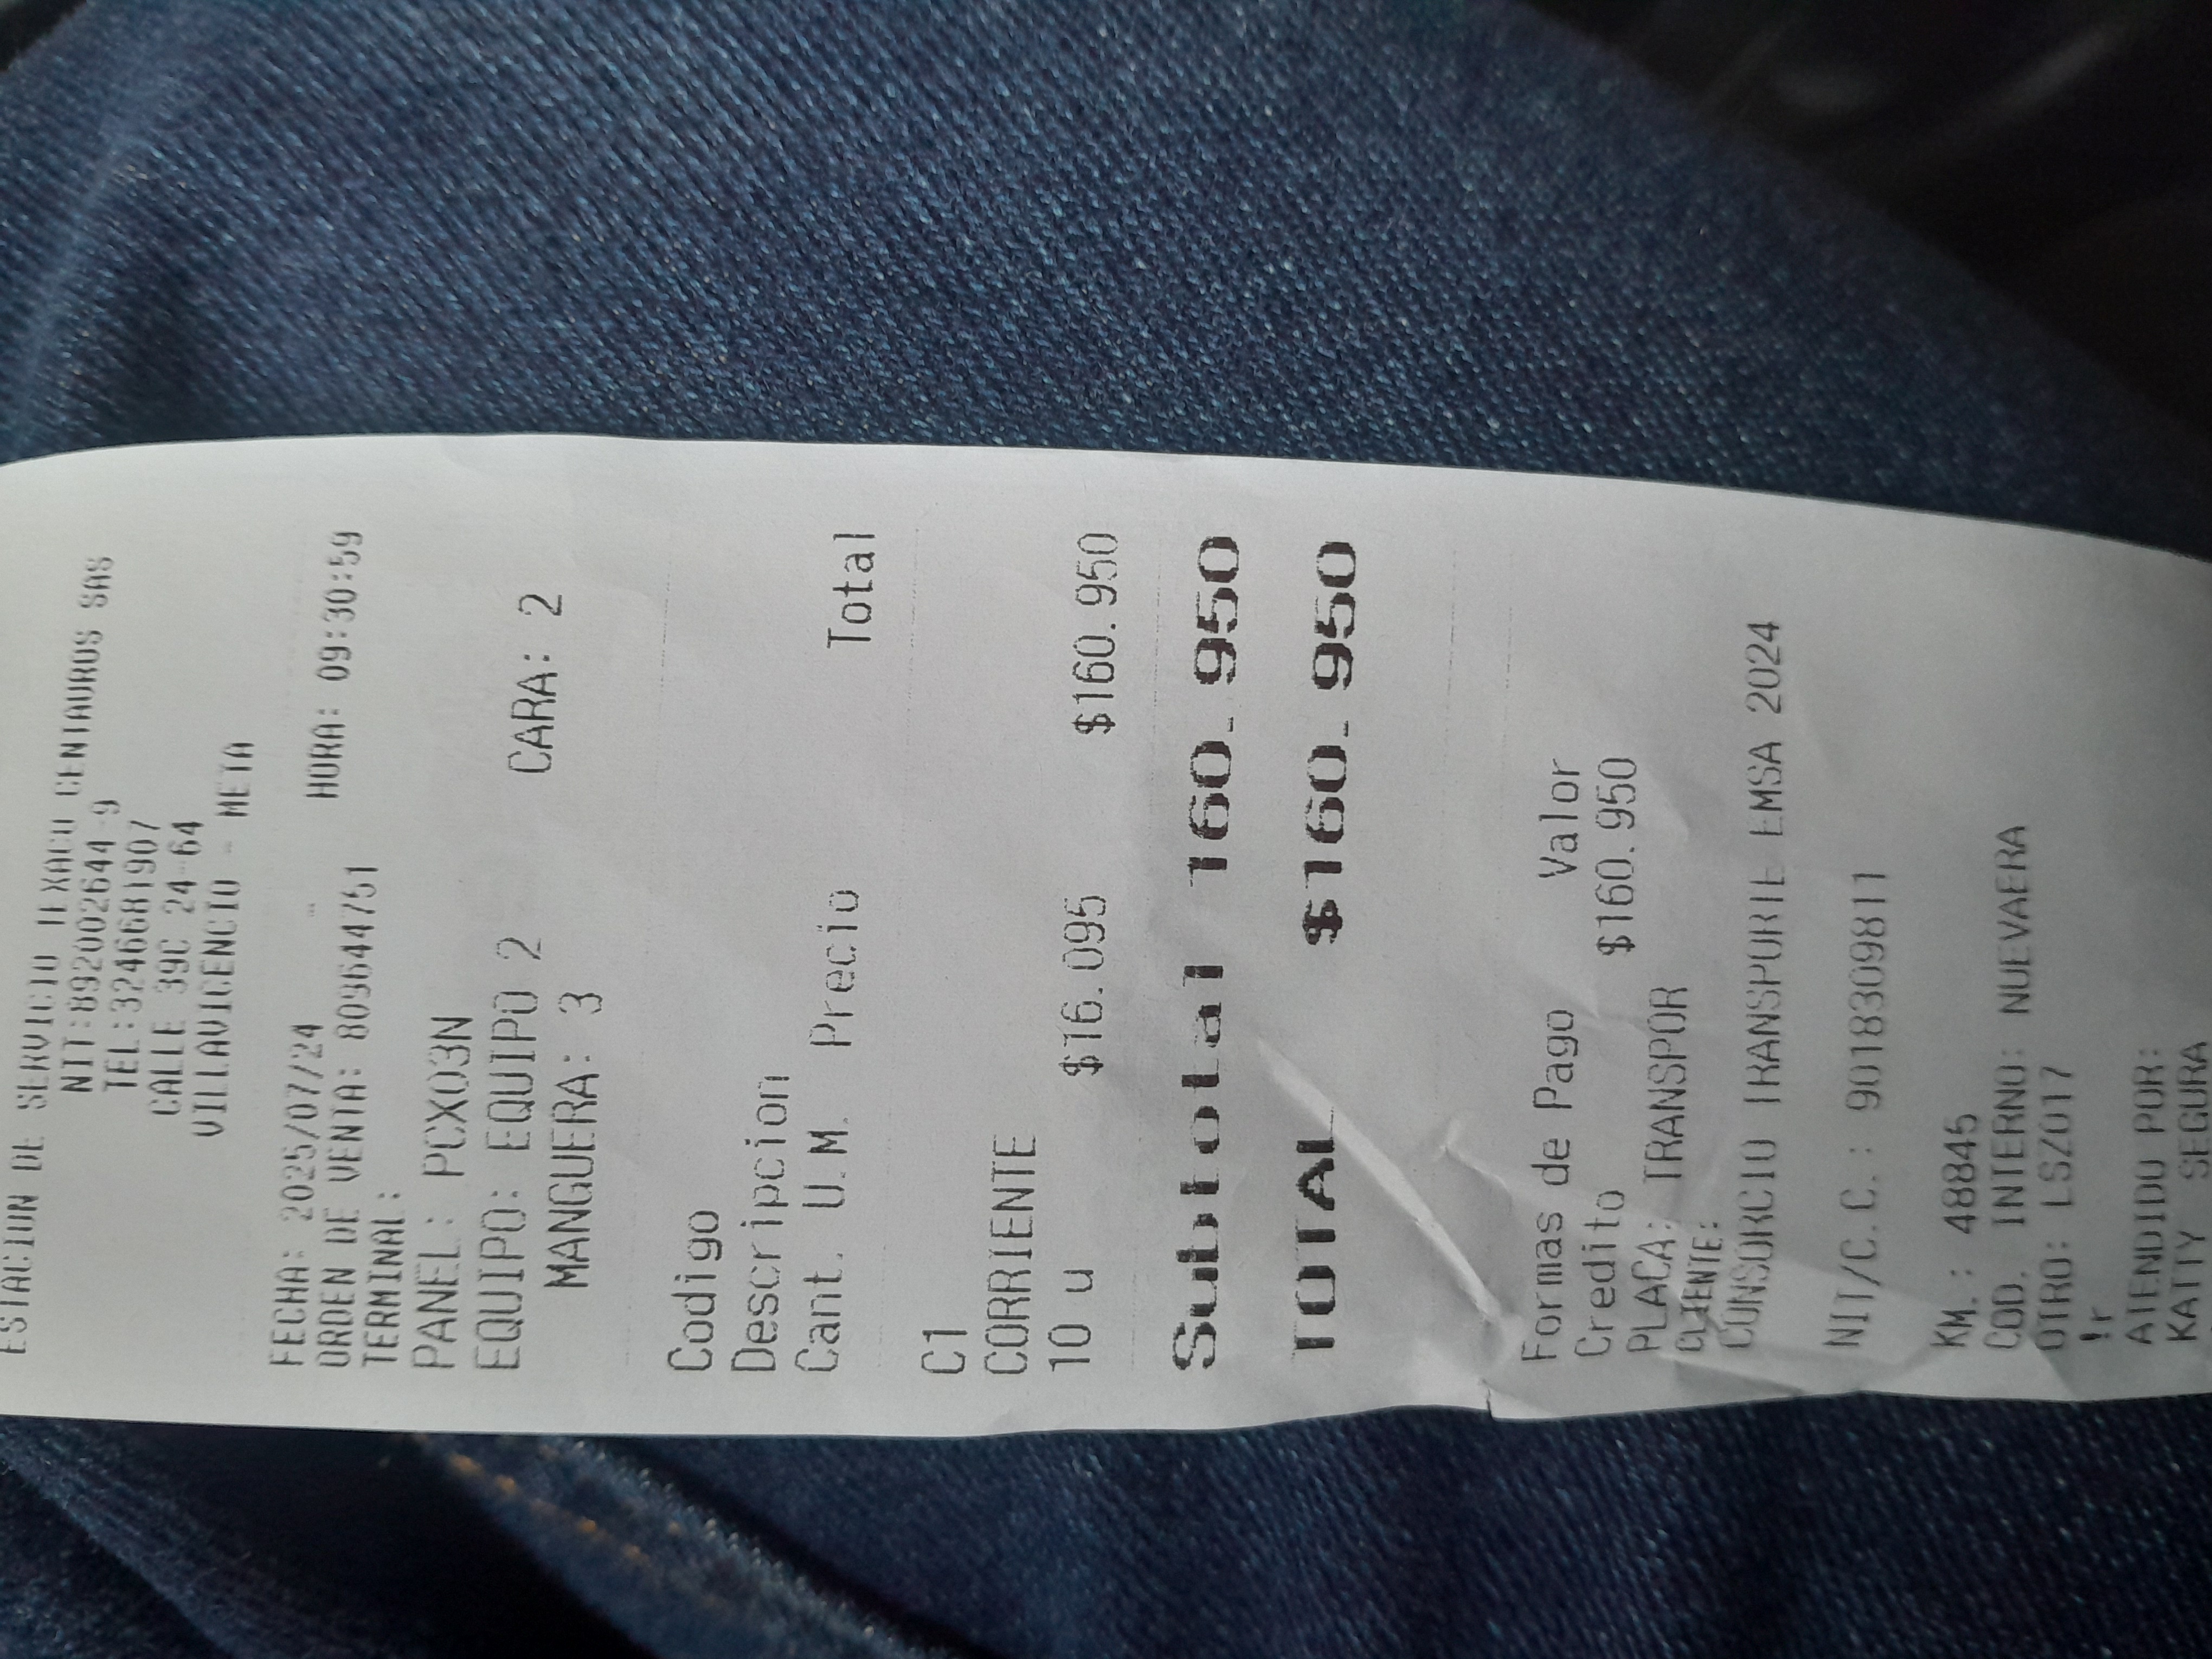 ESTACION DE SERVICIO TEXACO CENTAUROS SAS
NIT:892002644-9
TEL:3246681907
CALLE 39C 24-64
VILLAVICENCIO - META
FECHA: 2025/07/24 HORA: 09:30:59
ORDEN DE VENTA: 809644751
TERMINAL:
PANEL: PCX03N
EQUIPO: EQUIPO 2 CARA: 2
MANGUERA: 3
Codigo
Descripcion
Cant. U.M. Precio Total
C1
CORRIENTE
10 u $16.095 $160.950
Subtotal 160.950
TOTAL $160.950
Formas de Pago Valor
Credito $160.950
PLACA: TRANSPOR
CLIENTE:
CONSORCIO TRANSPORTE EMSA 2024
NIT/C.C.: 9018309811
KM.: 48845
COD. INTERNO: NUEVAERA
OTRO: LSZ017
!r
ATENDIDO POR:
KATTY SEGURA